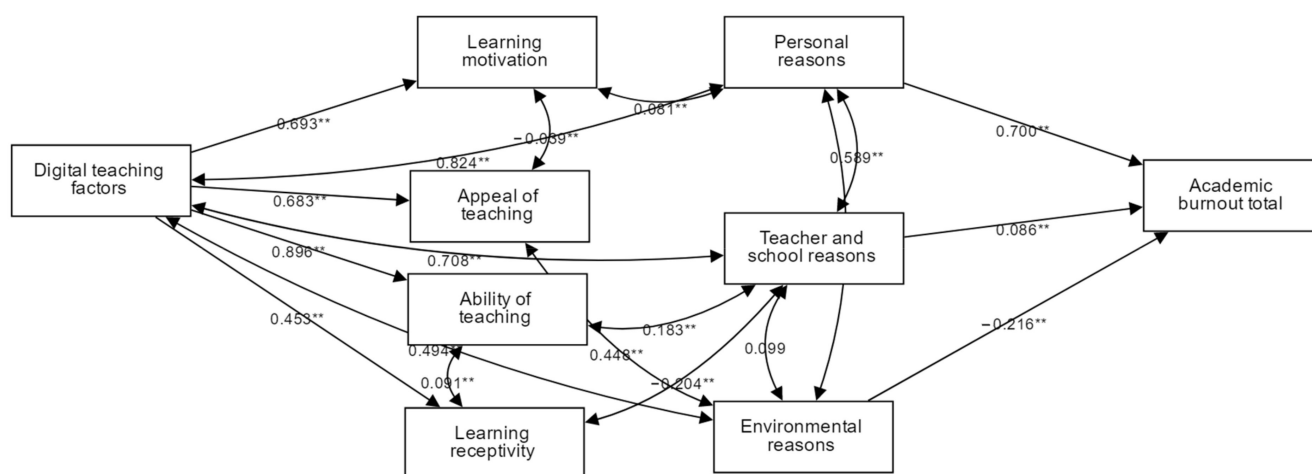 Learning
motivation
Personal
reasons
0.693**
0.081**
−0.039**
0.700**
0.824**
0.589**
Digital teaching
factors
Appeal of
teaching
Academic
burnout total
0.683**
0.086**
Teacher and
school reasons
0.896**
0.708**
Ability of
teaching
0.453**
0.183**
−0.216**
0.494**
0.448**
0.099
0.091**
−0.204**
Learning
receptivity
Environmental
reasons